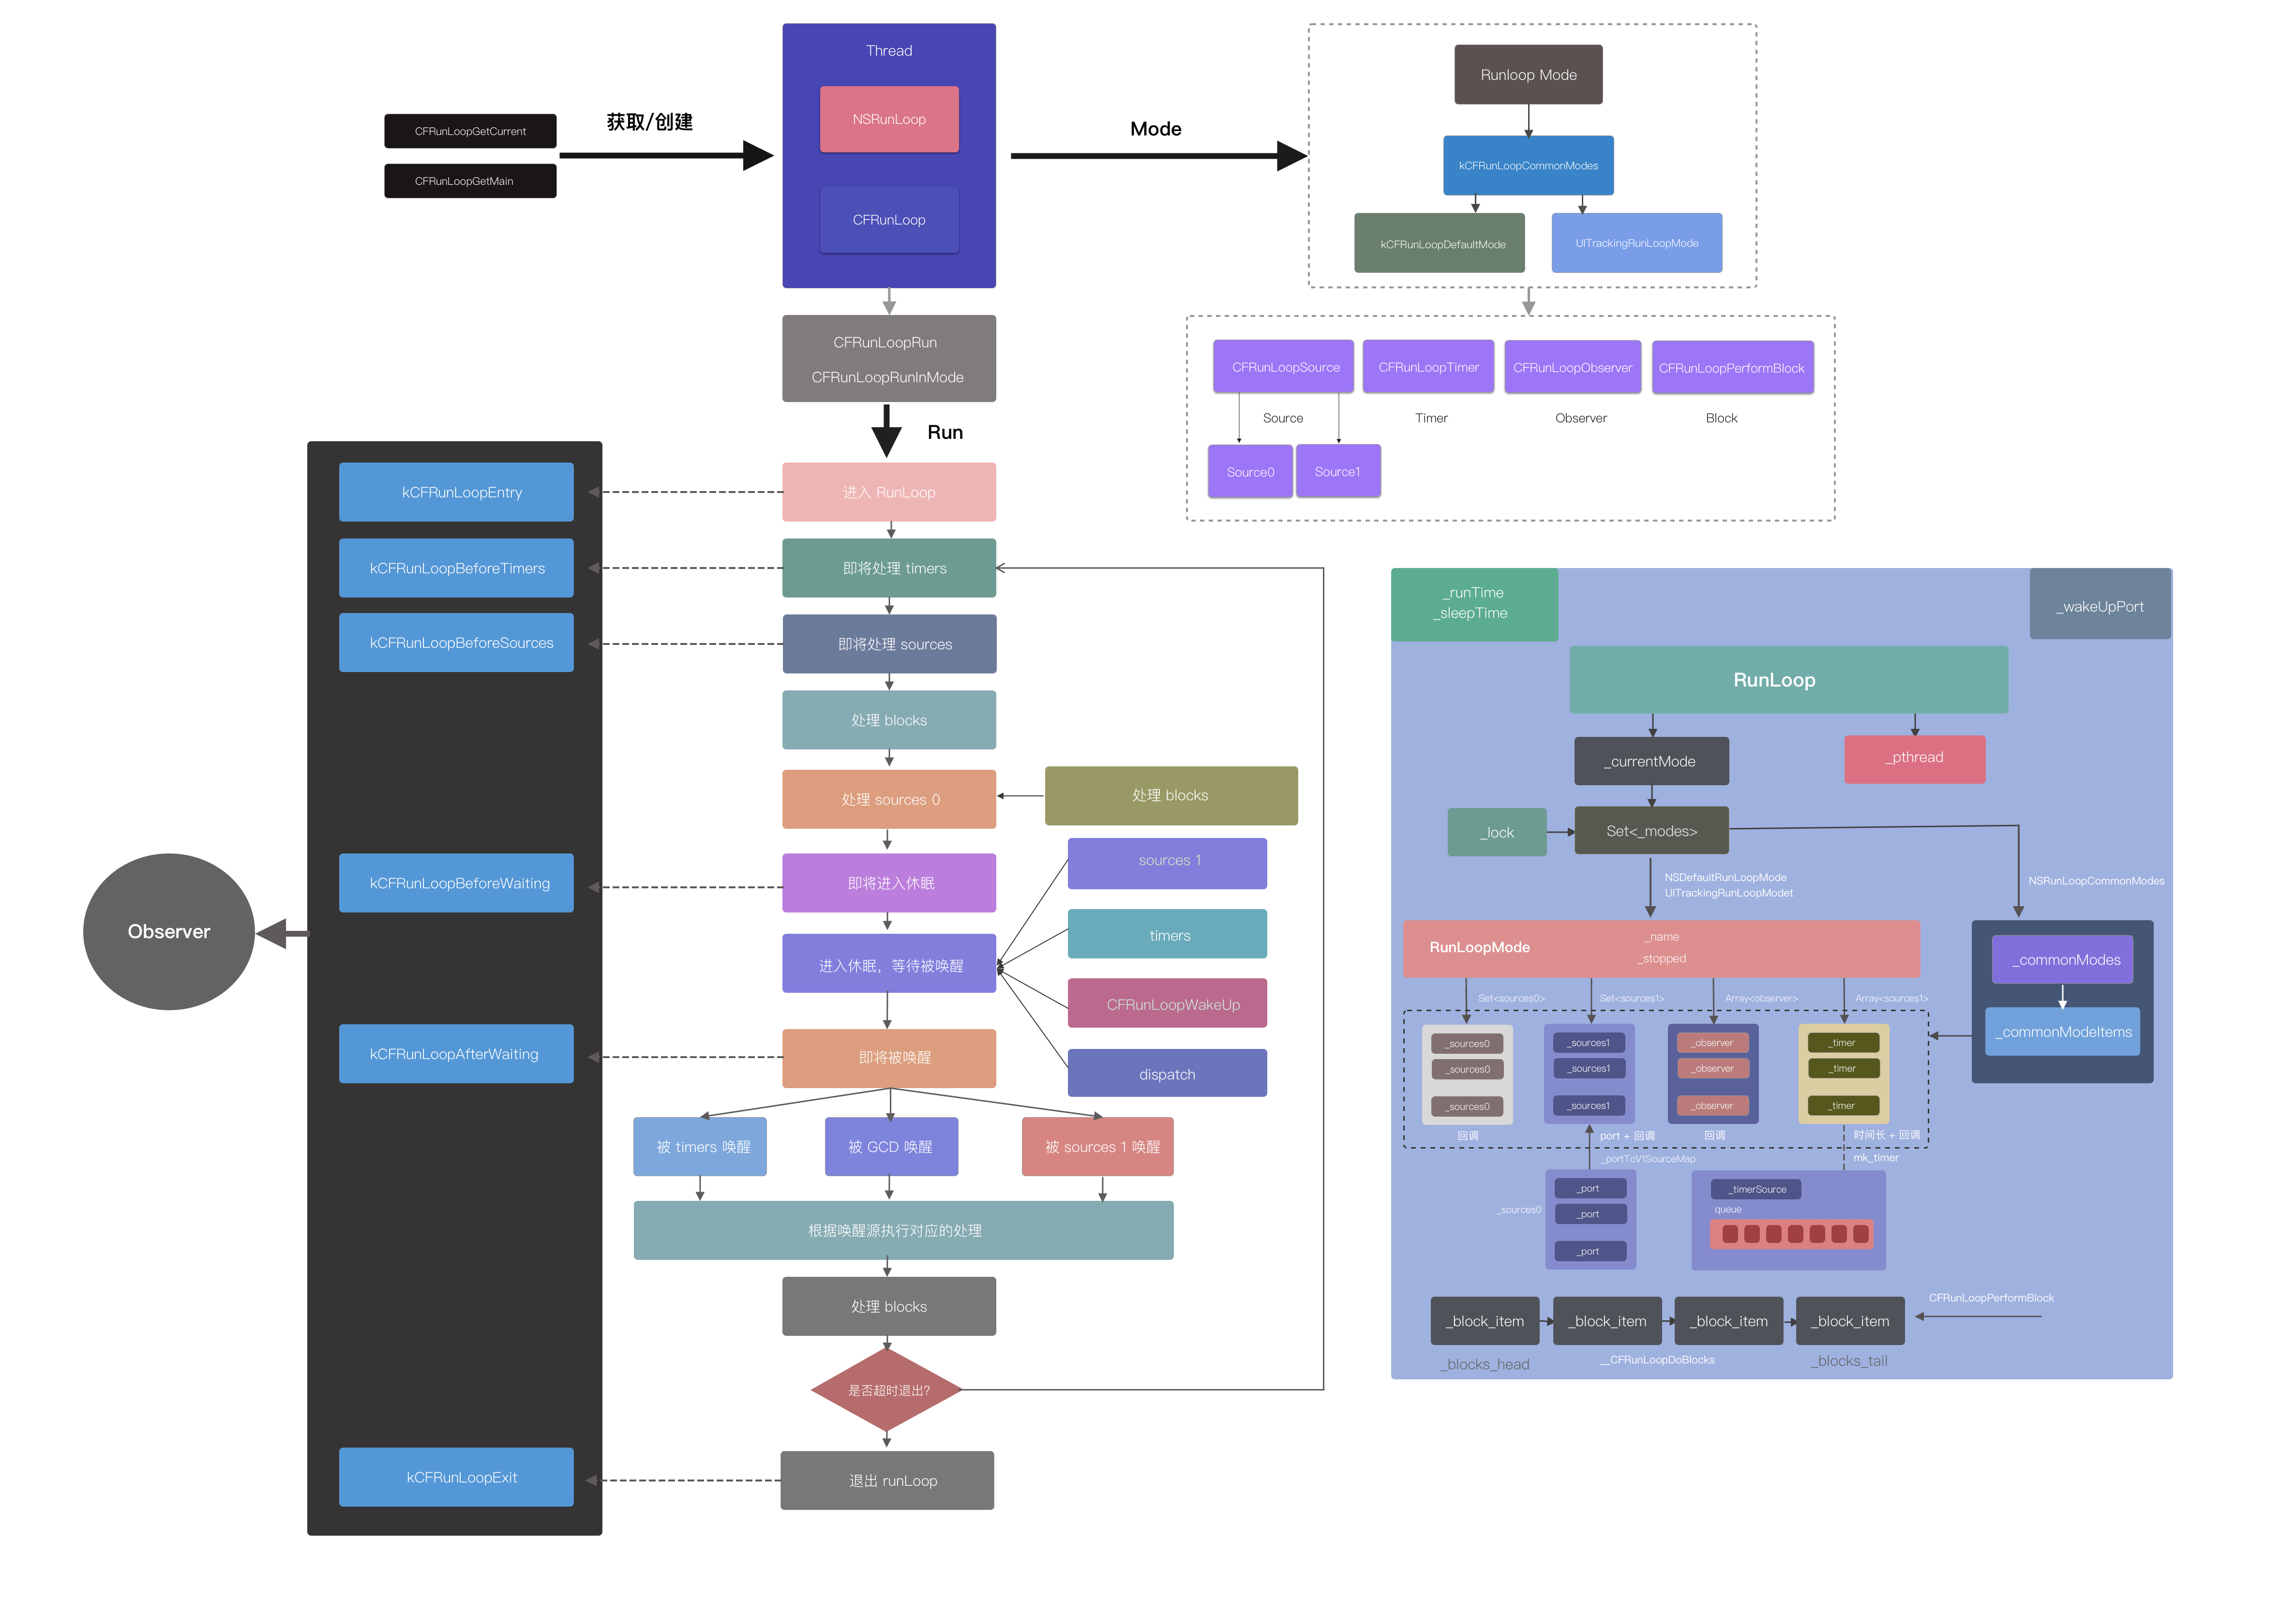 CFRunLoopGetCurrent
CFRunLoopGetMain
获取/创建
Thread
NSRunLoop
CFRunLoop
Mode
Runloop Mode
kCFRunLoopCommonModes
kCFRunLoopDefaultMode
UITrackingRunLoopMode
CFRunLoopRun
CFRunLoopRunInMode
Run
CFRunLoopSource
CFRunLoopTimer
CFRunLoopObserver
CFRunLoopPerformBlock
Source
Timer
Observer
Block
Source0
Source1
Observer
kCFRunLoopEntry
kCFRunLoopBeforeTimers
kCFRunLoopBeforeSources
kCFRunLoopBeforeWaiting
kCFRunLoopAfterWaiting
kCFRunLoopExit
进入 RunLoop
即将处理 timers
即将处理 sources
处理 blocks
处理 sources 0
处理 blocks
即将进入休眠
进入休眠，等待被唤醒
sources 1
timers
CFRunLoopWakeUp
dispatch
即将被唤醒
被 timers 唤醒
被 GCD 唤醒
被 sources 1 唤醒
根据唤醒源执行对应的处理
处理 blocks
是否超时退出?
退出 runLoop
_runTime
_sleepTime
_wakeUpPort
RunLoop
_currentMode
_pthread
_lock
Set<_modes>
NSDefaultRunLoopMode
UITrackingRunLoopModet
NSRunLoopCommonModes
RunLoopMode
_name
_stopped
_commonModes
_commonModeItems
Set<sources0>
Set<sources1>
Array<observer>
Array<sources1>
_sources0
_sources0
_sources0
回调
_sources1
_sources1
_sources1
port + 回调
_observer
_observer
_observer
回调
_timer
_timer
_timer
时间长 + 回调
_portToV1SourceMap
mk_timer
_sources0
_port
_port
_port
_timerSource
queue
CFRunLoopPerformBlock
_block_item
_block_item
_block_item
_block_item
_blocks_head
__CFRunLoopDoBlocks
_blocks_tail